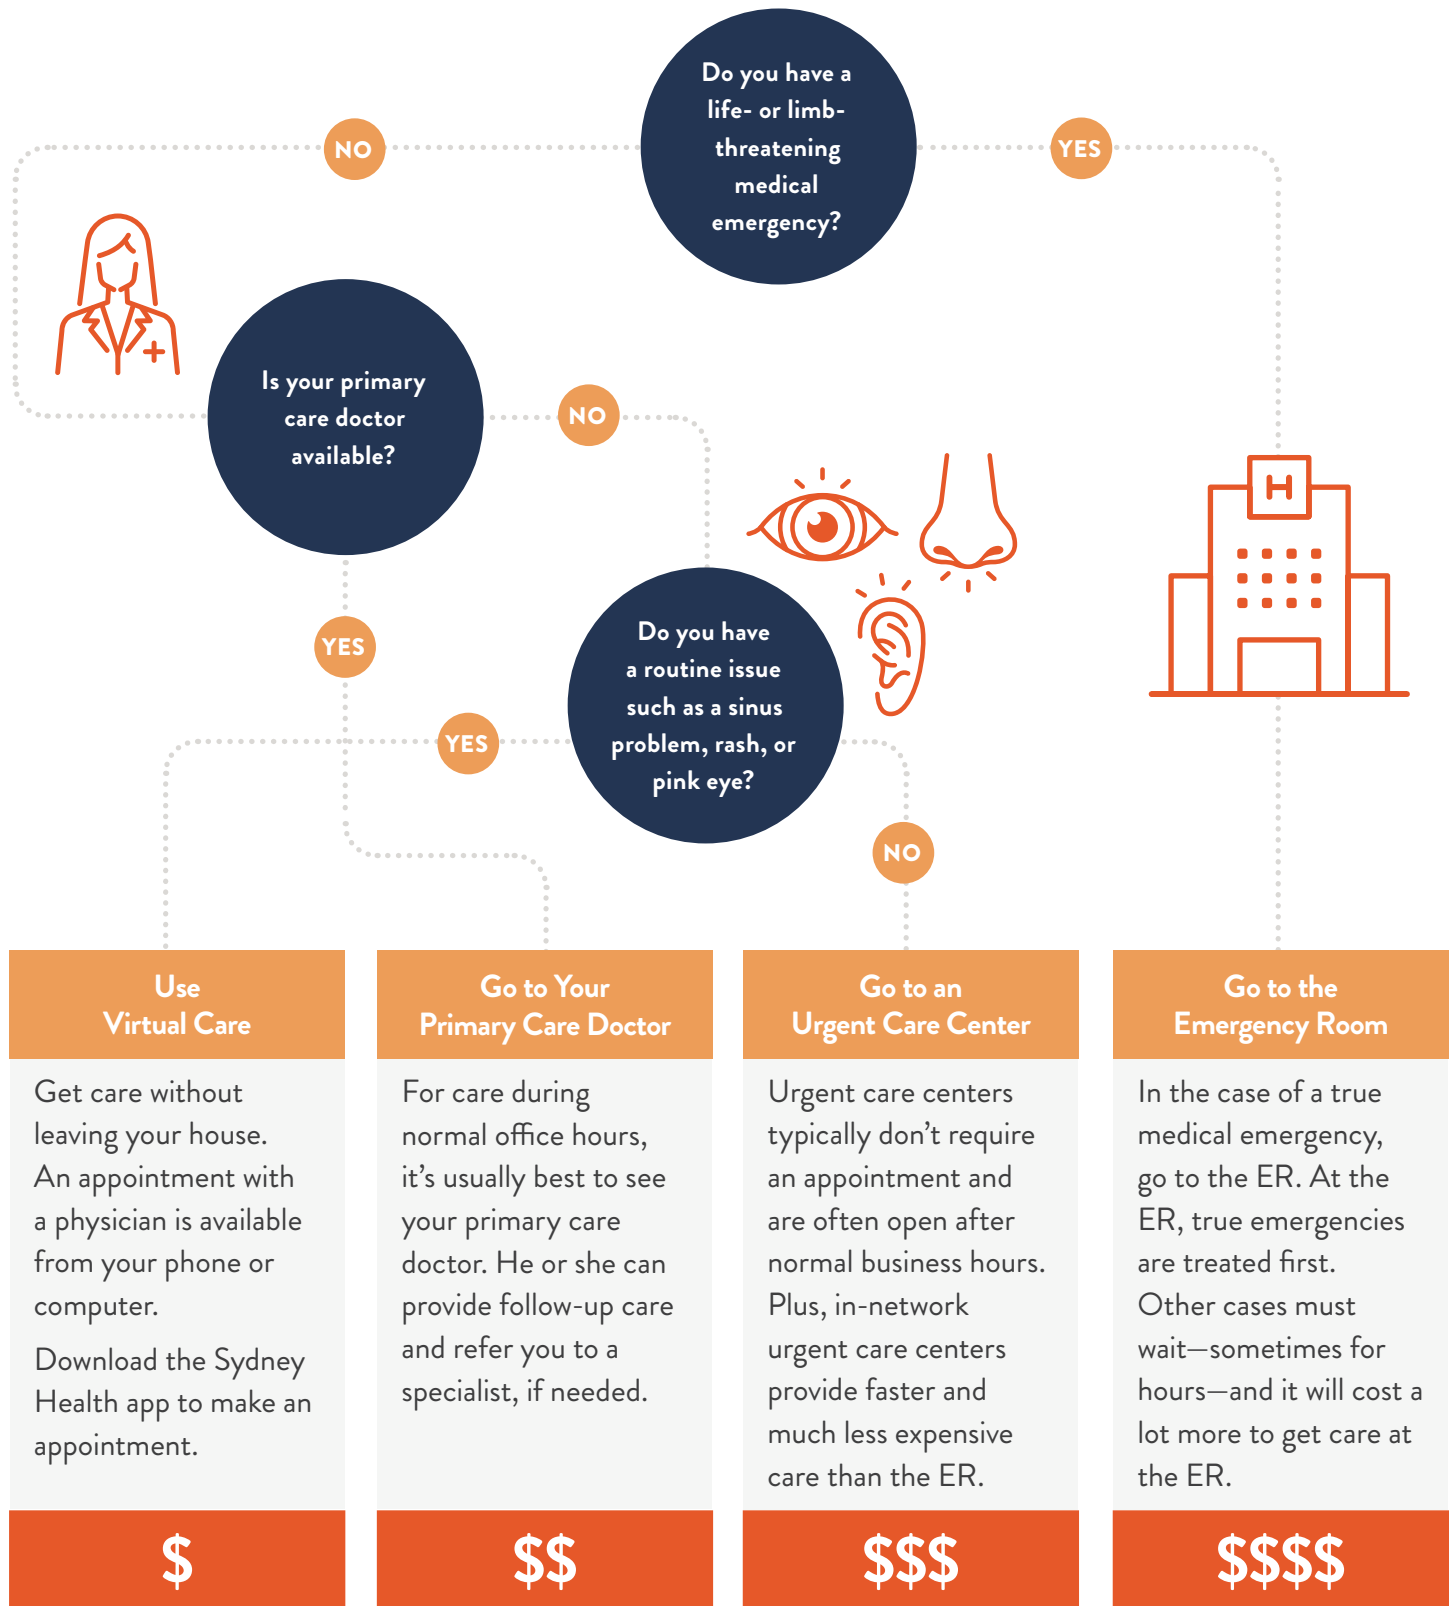 Do you have a
life- or limb-
threatening
medical
emergency?
NO
YES
Is your primary
care doctor
available?
NO
YES
Do you have
a routine issue
such as a sinus
problem, rash, or
pink eye?
YES
NO
H
Use
Virtual Care
Get care without
leaving your house.
An appointment with
a physician is available
from your phone or
computer.
Download the Sydney
Health app to make an
appointment.
$
Go to Your
Primary Care Doctor
For care during
normal office hours,
it’s usually best to see
your primary care
doctor. He or she can
provide follow-up care
and refer you to a
specialist, if needed.
$$
Go to an
Urgent Care Center
Urgent care centers
typically don’t require
an appointment and
are often open after
normal business hours.
Plus, in-network
urgent care centers
provide faster and
much less expensive
care than the ER.
$$$
Go to the
Emergency Room
In the case of a true
medical emergency,
go to the ER. At the
ER, true emergencies
are treated first.
Other cases must
wait—sometimes for
hours—and it will cost a
lot more to get care at
the ER.
$$$$